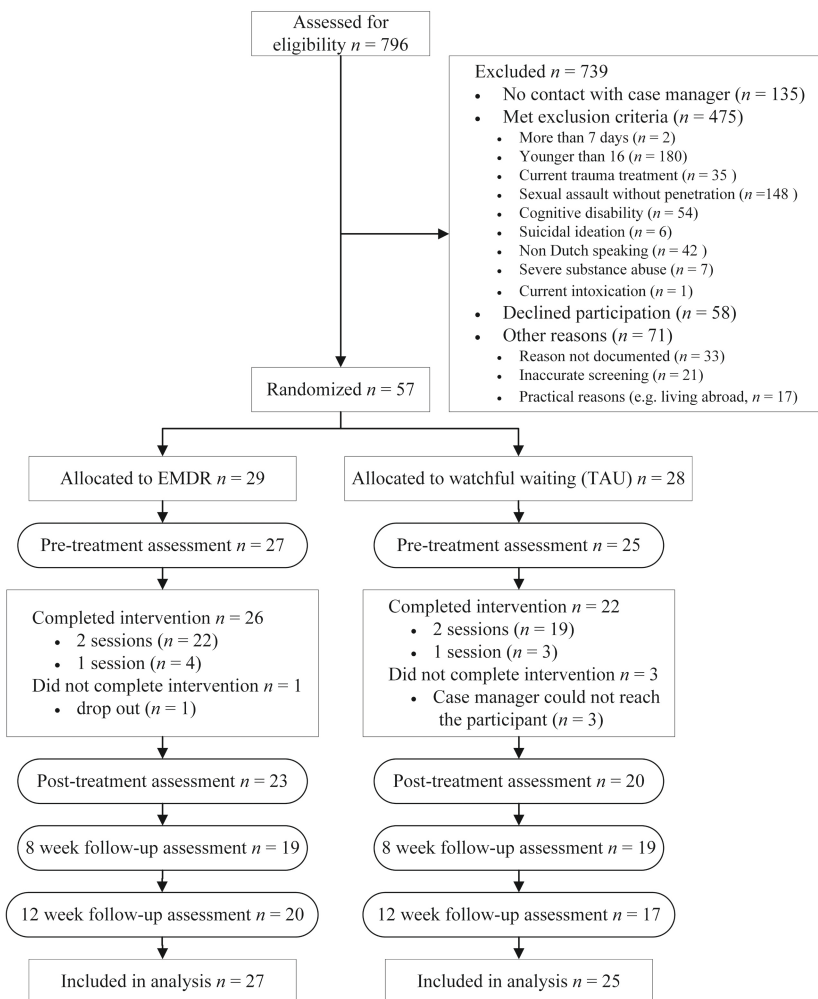 Assessed for
eligibility n = 796
Excluded n = 739
• No contact with case manager (n = 135)
• Met exclusion criteria (n = 475)
• More than 7 days (n = 2)
• Younger than 16 (n = 180)
• Current trauma treatment (n = 35 )
• Sexual assault without penetration (n =148 )
• Cognitive disability (n = 54)
• Suicidal ideation (n = 6)
• Non Dutch speaking (n = 42 )
• Severe substance abuse (n = 7)
• Current intoxication (n = 1)
• Declined participation (n = 58)
• Other reasons (n = 71)
• Reason not documented (n = 33)
• Inaccurate screening (n = 21)
• Practical reasons (e.g. living abroad, n = 17)
Randomized n = 57
Allocated to EMDR n = 29
Allocated to watchful waiting (TAU) n = 28
Pre-treatment assessment n = 27
Pre-treatment assessment n = 25
Completed intervention n = 26
• 2 sessions (n = 22)
• 1 session (n = 4)
Did not complete intervention n = 1
• drop out (n = 1)
Completed intervention n = 22
• 2 sessions (n = 19)
• 1 session (n = 3)
Did not complete intervention n = 3
• Case manager could not reach
the participant (n = 3)
Post-treatment assessment n = 23
Post-treatment assessment n = 20
8 week follow-up assessment n = 19
8 week follow-up assessment n = 19
12 week follow-up assessment n = 20
12 week follow-up assessment n = 17
Included in analysis n = 27
Included in analysis n = 25